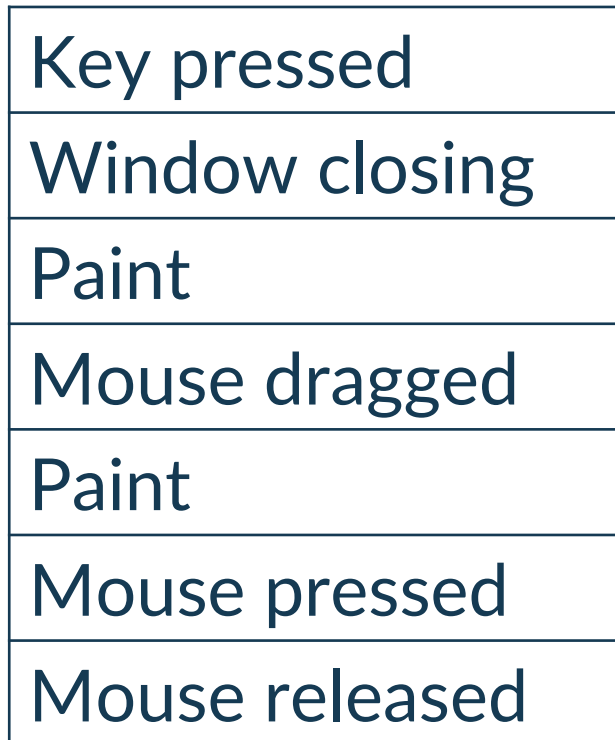 Key pressed
Window closing
Paint
Mouse dragged
Paint
Mouse pressed
Mouse released